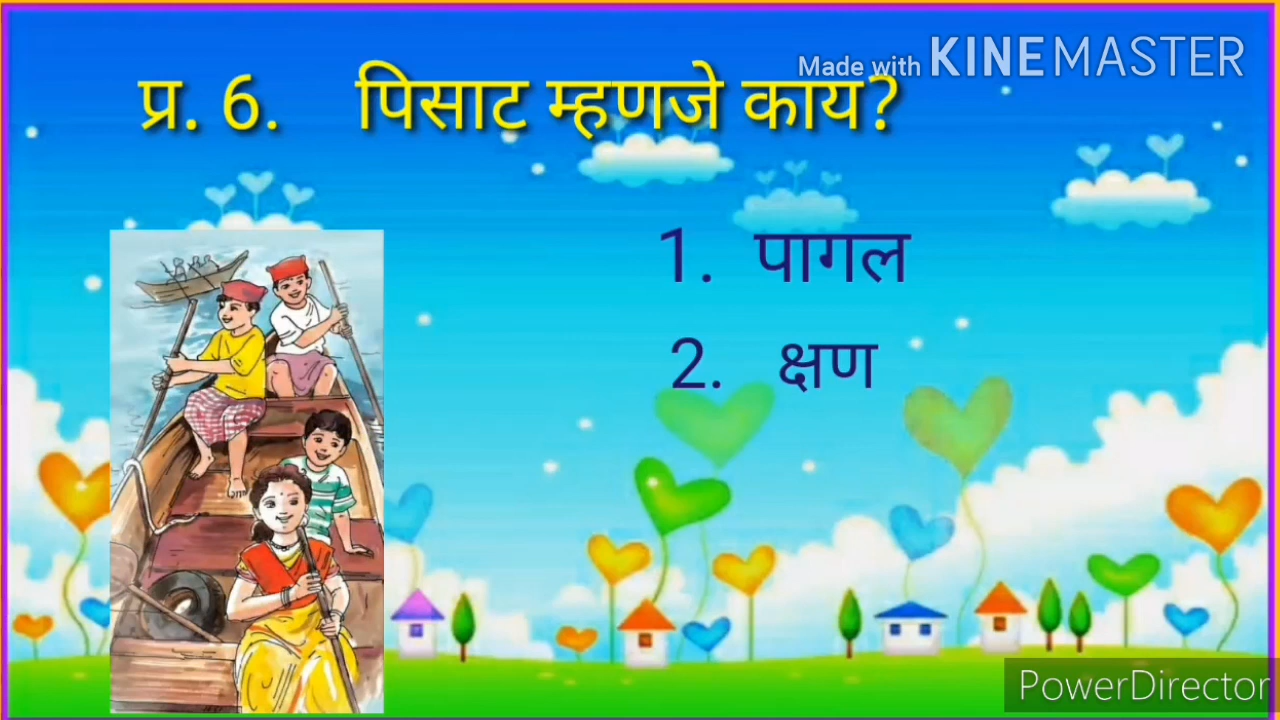 Made with KINEMASTER
प्र. 6. पिसाट म्हणजे काय?
1. पागल
2. क्षण
PowerDirector